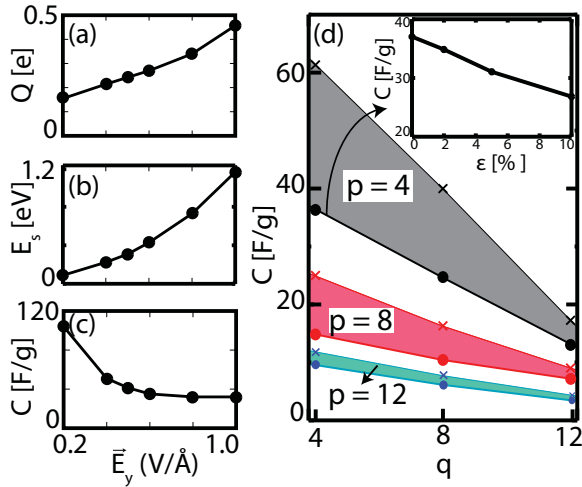 (a)
0.5
0
Q [e]
(b)
1.2
0
E_s [eV]
(c)
120
0
C [F/g]
0.2
1.0
E⃗_y (V/Å)
(d)
60
40
20
0
C [F/g]
4
8
12
q
p = 4
p = 8
p = 12
40
30
20
C [F/g]
0 2 4 6 8 10
ε [%]